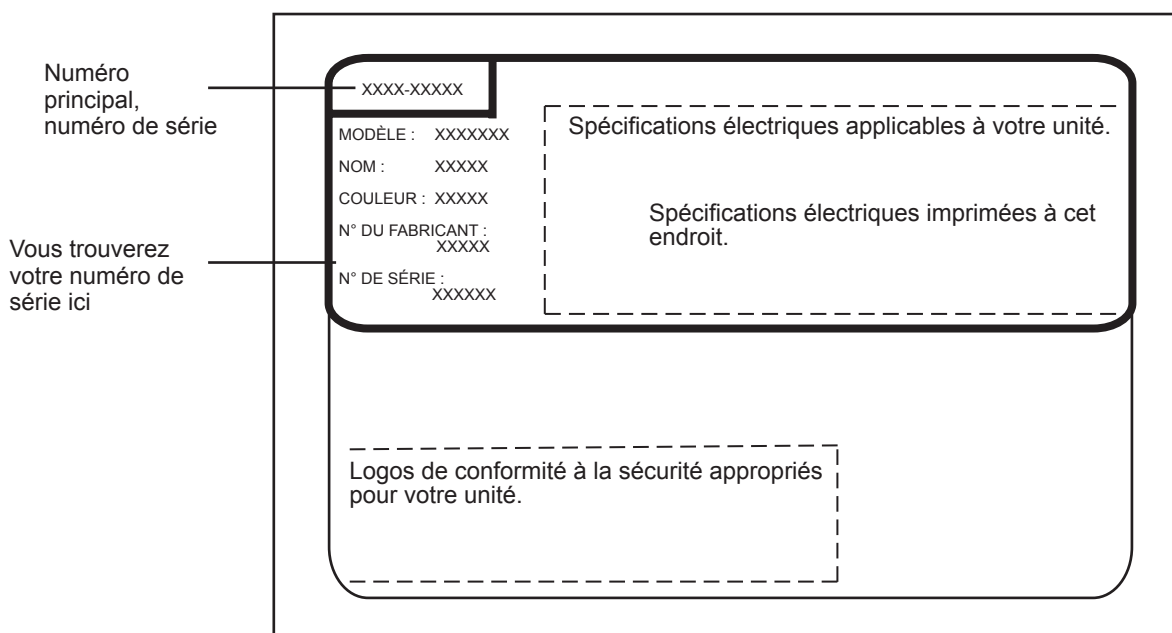 Numéro
principal,
numéro de série
XXXX-XXXXX
MODÈLE : XXXXXXX
NOM : XXXXX
COULEUR : XXXXX
N° DU FABRICANT :
XXXXX
N° DE SÉRIE :
XXXXXX
Vous trouverez
votre numéro de
série ici
Spécifications électriques applicables à votre unité.
Spécifications électriques imprimées à cet
endroit.
Logos de conformité à la sécurité appropriés
pour votre unité.